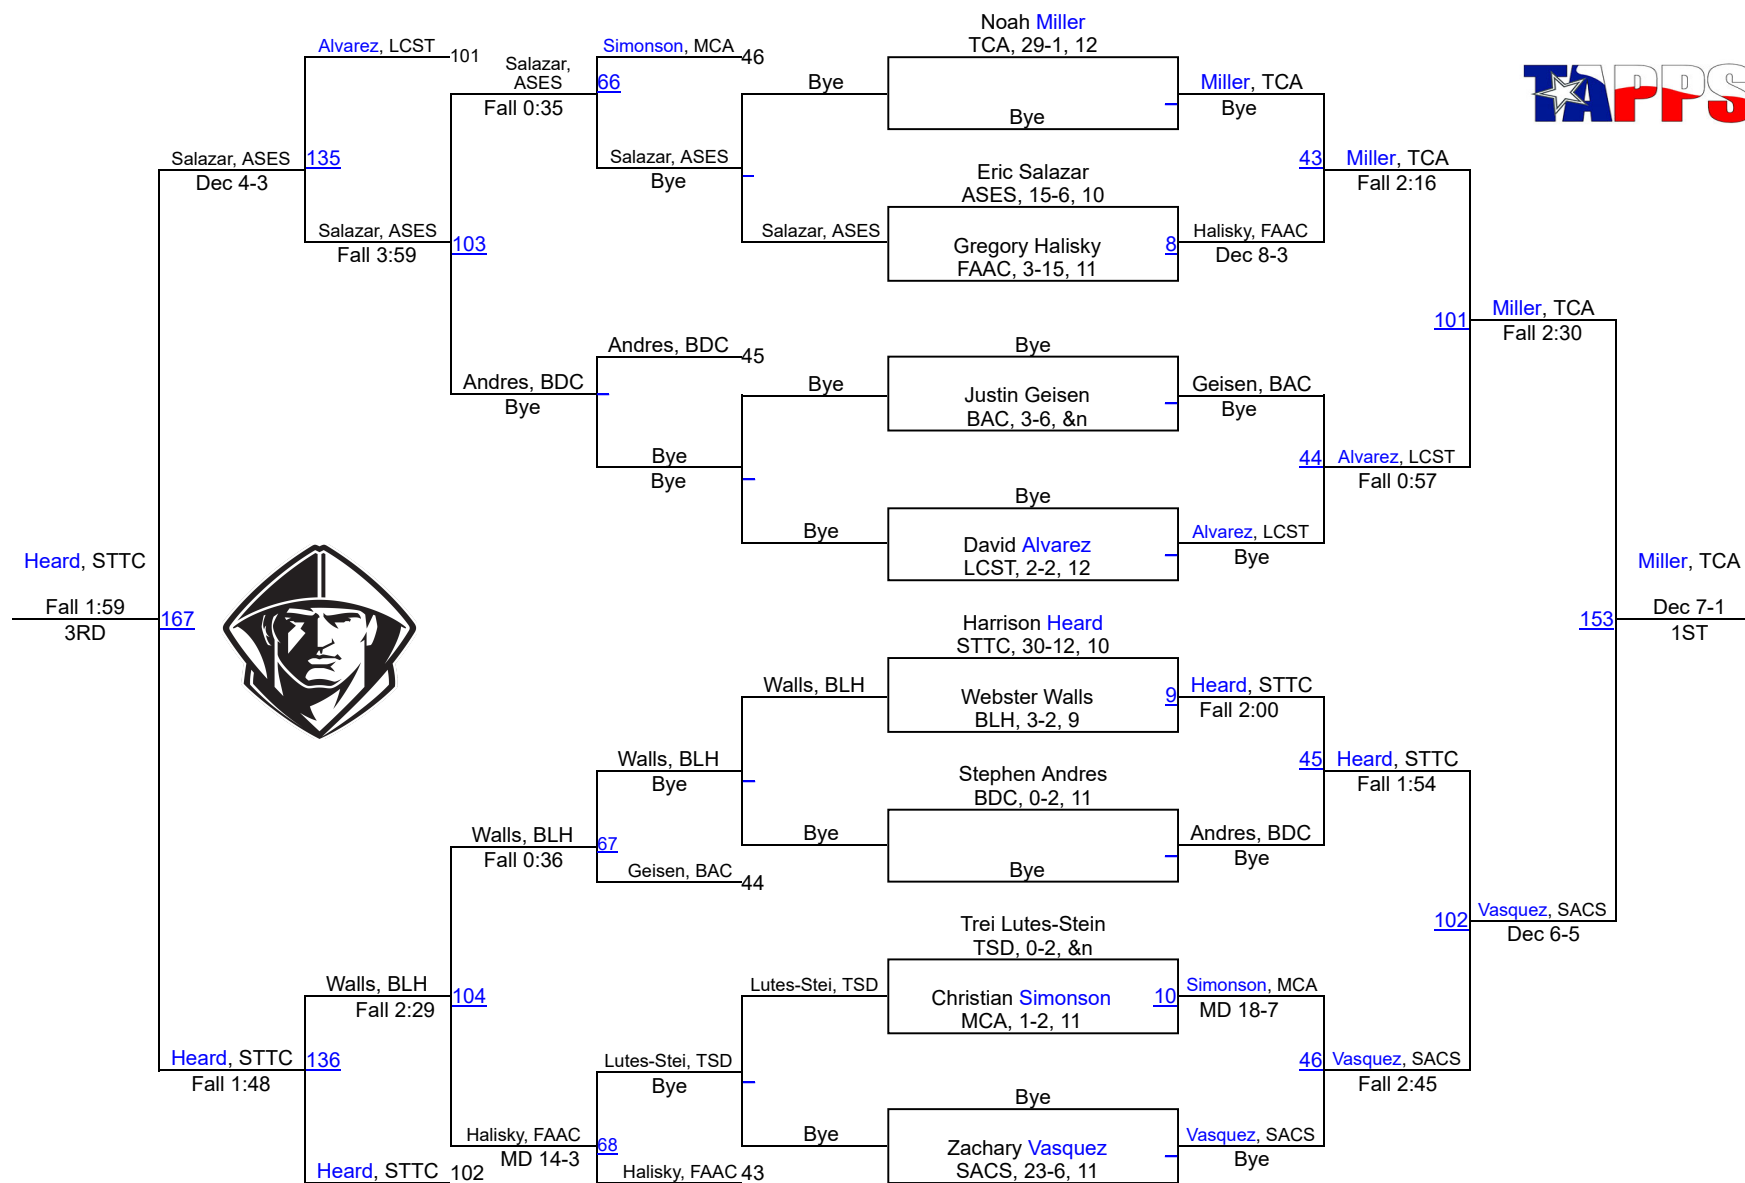 Noah Miller
TCA, 29-1, 12
Alvarez, LCST
101
Salazar,
ASES
Fall 0:35
Simonson, MCA
46
66
Bye
Bye
Miller, TCA
Bye
TAPPS
Salazar, ASES
Dec 4-3
135
Salazar, ASES
Bye
Eric Salazar
ASES, 15-6, 10
43
Miller, TCA
Fall 2:16
Salazar, ASES
Fall 3:59
103
Salazar, ASES
Gregory Halisky
FAAC, 3-15, 11
8
Halisky, FAAC
Dec 8-3
101
Miller, TCA
Fall 2:30
Andres, BDC
45
Bye
Andres, BDC
Bye
Bye
Justin Geisen
BAC, 3-6, &n
Geisen, BAC
Bye
Bye
Bye
44
Alvarez, LCST
Fall 0:57
Bye
Bye
David Alvarez
LCST, 2-2, 12
Alvarez, LCST
Bye
Heard, STTC
Fall 1:59
3RD
167
Miller, TCA
Dec 7-1
1ST
153
Harrison Heard
STTC, 30-12, 10
Walls, BLH
Webster Walls
BLH, 3-2, 9
9
Heard, STTC
Fall 2:00
Walls, BLH
Bye
Stephen Andres
BDC, 0-2, 11
45
Heard, STTC
Fall 1:54
Walls, BLH
Fall 0:36
67
Bye
Bye
Andres, BDC
Bye
Geisen, BAC
44
Trei Lutes-Stein
TSD, 0-2, &n
102
Vasquez, SACS
Dec 6-5
Walls, BLH
Fall 2:29
104
Lutes-Stei, TSD
Christian Simonson
MCA, 1-2, 11
10
Simonson, MCA
MD 18-7
Heard, STTC
Fall 1:48
136
Lutes-Stei, TSD
Bye
46
Vasquez, SACS
Fall 2:45
Bye
Halisky, FAAC
MD 14-3
68
Bye
Zachary Vasquez
SACS, 23-6, 11
Vasquez, SACS
Bye
Heard, STTC
102
Halisky, FAAC
43